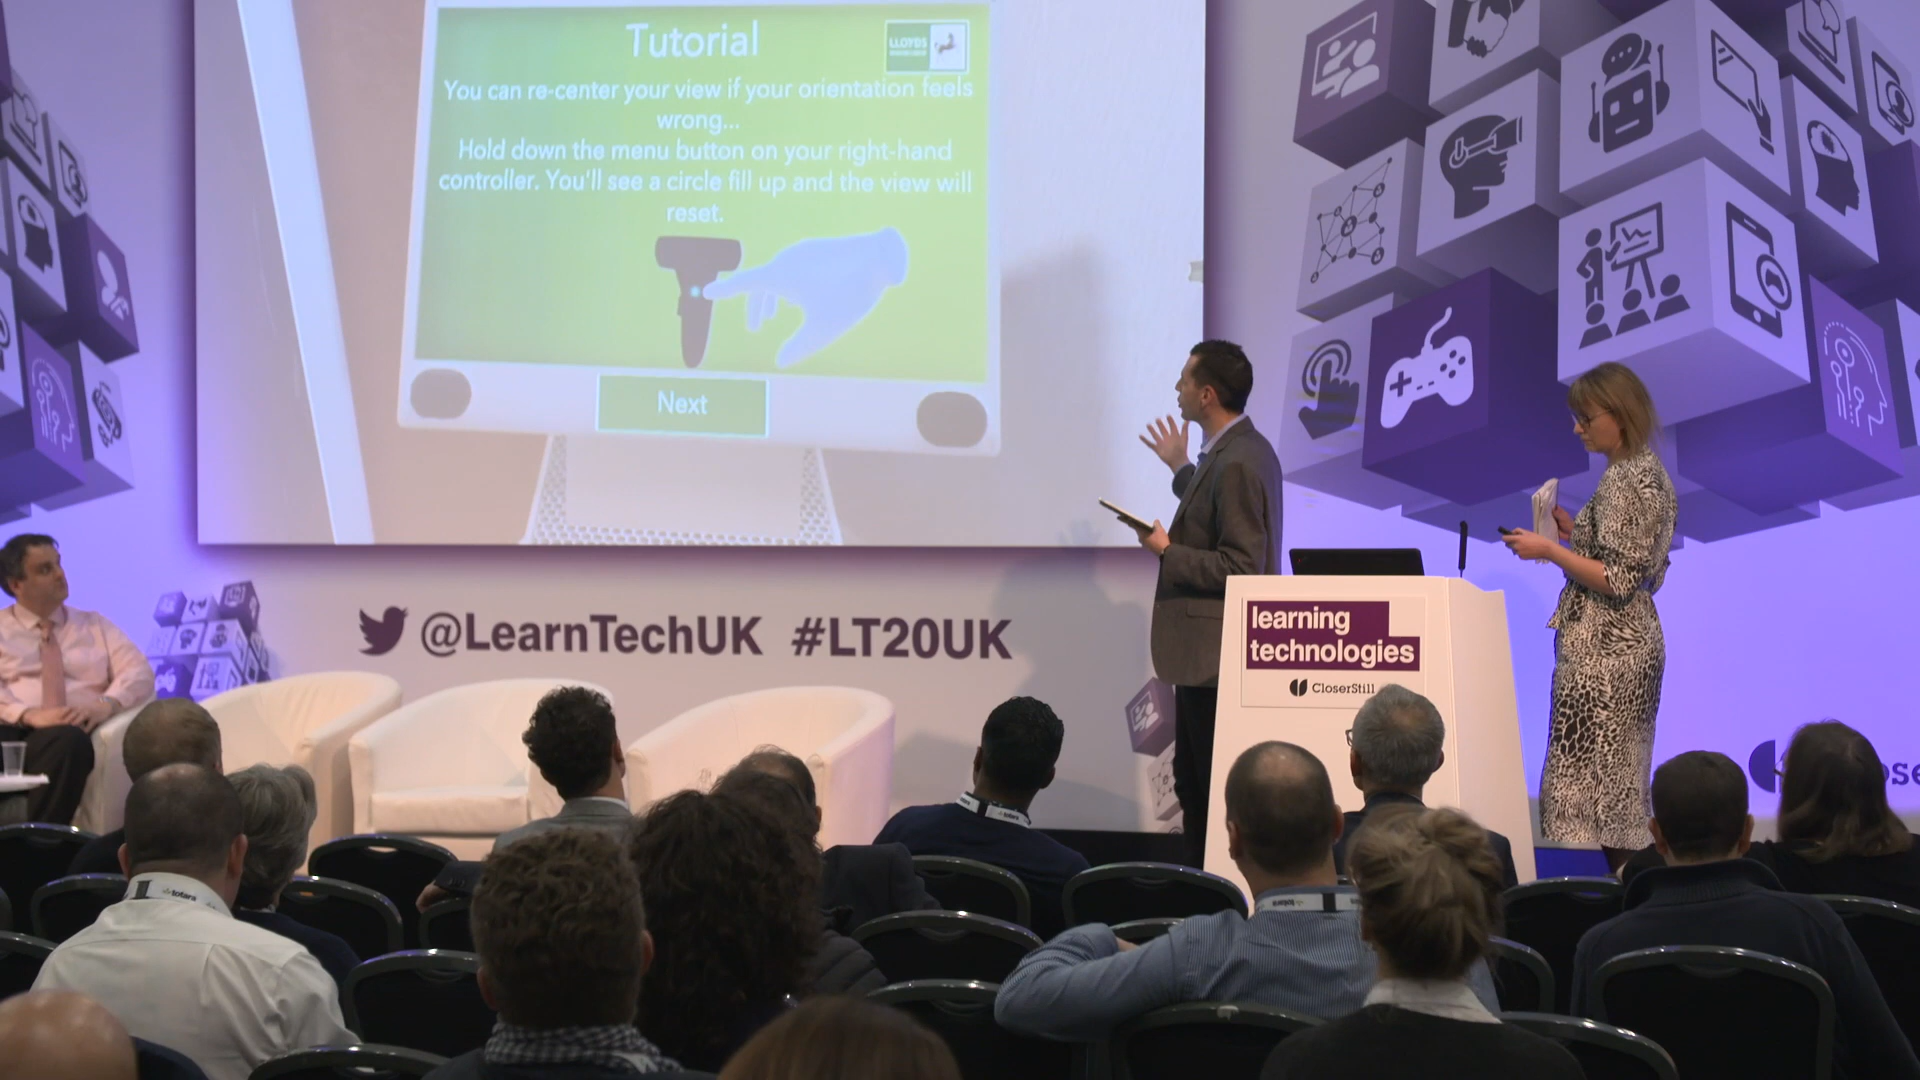 Tutorial
LLOYDS
You can re-center your view if your orientation feels
wrong...
Hold down the menu button on your right-hand
controller. You'll see a circle fill up and the view will
reset.
Next
@LearnTechUK #LT20UK
learning
technologies
CloserStill
totara